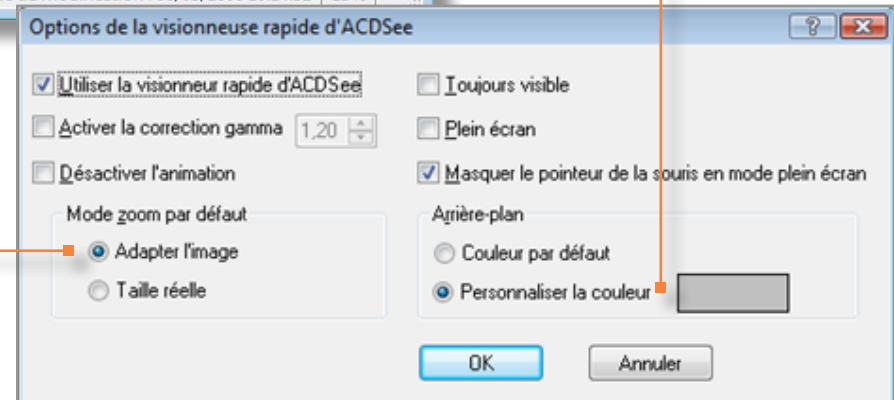 Options de la visionneuse rapide d'ACDSee
Utiliser la visionneur rapide d'ACDSee
Toujours visible
Activer la correction gamma 1,20
Plein écran
Désactiver l'animation
Masquer le pointeur de la souris en mode plein écran
Mode zoom par défaut
Arrière-plan
Adapter l'image
Couleur par défaut
Taille réelle
Personnaliser la couleur
OK
Annuler